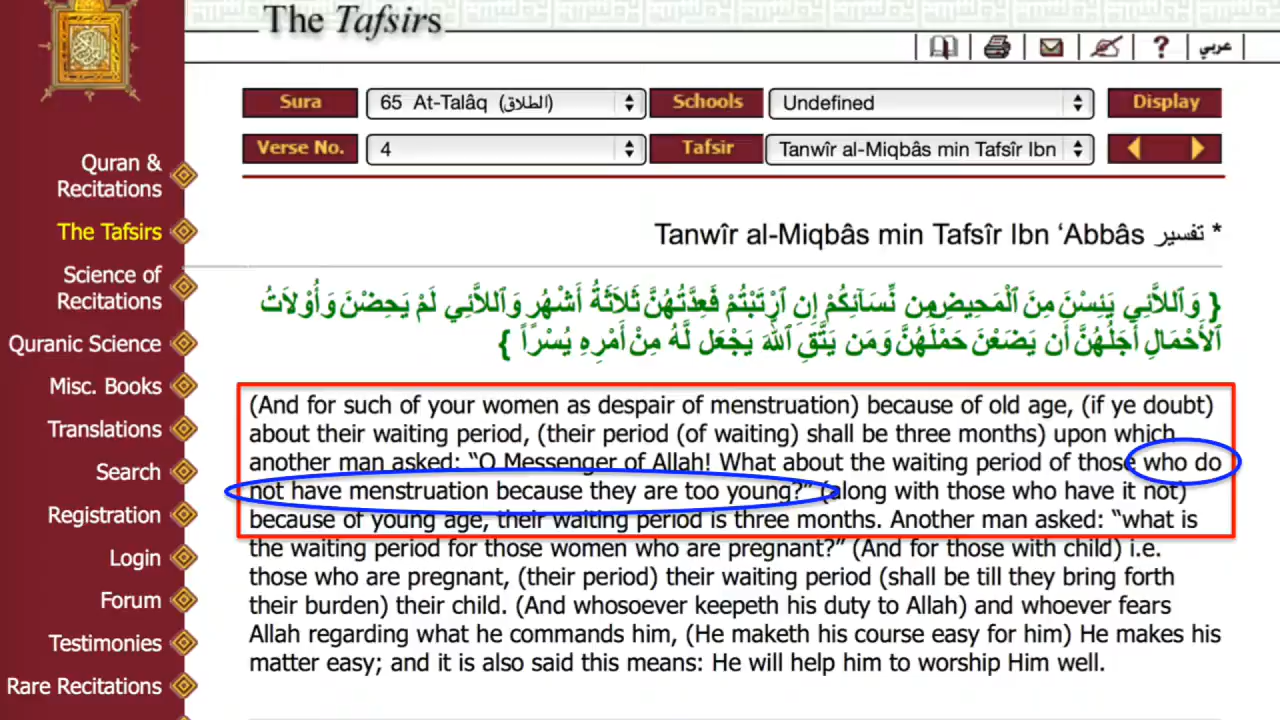 The Tafsirs
عربي
Sura
65 At-Talâq (الطلاق)
Schools
Undefined
Display
Verse No.
4
Tafsir
Tanwîr al-Miqbâs min Tafsîr Ibn
Quran &
Recitations
The Tafsirs
Science of
Recitations
Quranic Science
Misc. Books
Translations
Search
Registration
Login
Forum
Testimonies
Rare Recitations
* تفسير Tanwîr al-Miqbâs min Tafsîr Ibn ‘Abbâs
{ وَٱللاَّئِي يَئِسْنَ مِنَ ٱلْمَحِيضِ مِن نِّسَآئِكُمْ إِنِ ٱرْتَبْتُمْ فَعِدَّتُهُنَّ ثَلاَثَةُ أَشْهُرٍ وَٱللاَّئِي لَمْ يَحِضْنَ وَأُوْلاَتُ
ٱلأَحْمَالِ أَجَلُهُنَّ أَن يَضَعْنَ حَمْلَهُنَّ وَمَن يَتَّقِ ٱللَّهَ يَجْعَل لَّهُ مِنْ أَمْرِهِ يُسْراً }
(And for such of your women as despair of menstruation) because of old age, (if ye doubt)
about their waiting period, (their period (of waiting) shall be three months) upon which
another man asked: “O Messenger of Allah! What about the waiting period of those who do
not have menstruation because they are too young?” (along with those who have it not)
because of young age, their waiting period is three months. Another man asked: “what is
the waiting period for those women who are pregnant?” (And for those with child) i.e.
those who are pregnant, (their period) their waiting period (shall be till they bring forth
their burden) their child. (And whosoever keepeth his duty to Allah) and whoever fears
Allah regarding what he commands him, (He maketh his course easy for him) He makes his
matter easy; and it is also said this means: He will help him to worship Him well.